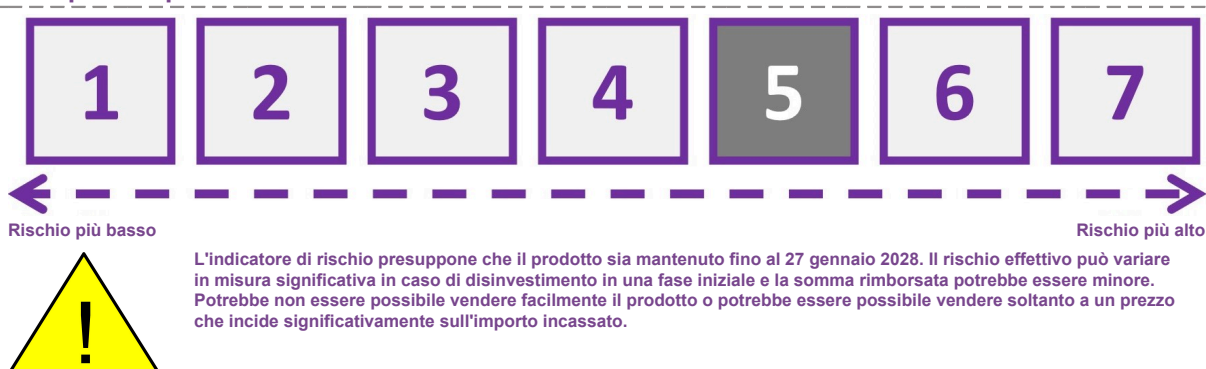 1 2 3 4 5 6 7
Rischio più basso Rischio più alto
L'indicatore di rischio presuppone che il prodotto sia mantenuto fino al 27 gennaio 2028. Il rischio effettivo può variare
in misura significativa in caso di disinvestimento in una fase iniziale e la somma rimborsata potrebbe essere minore.
Potrebbe non essere possibile vendere facilmente il prodotto o potrebbe essere possibile vendere soltanto a un prezzo
che incide significativamente sull'importo incassato.
!